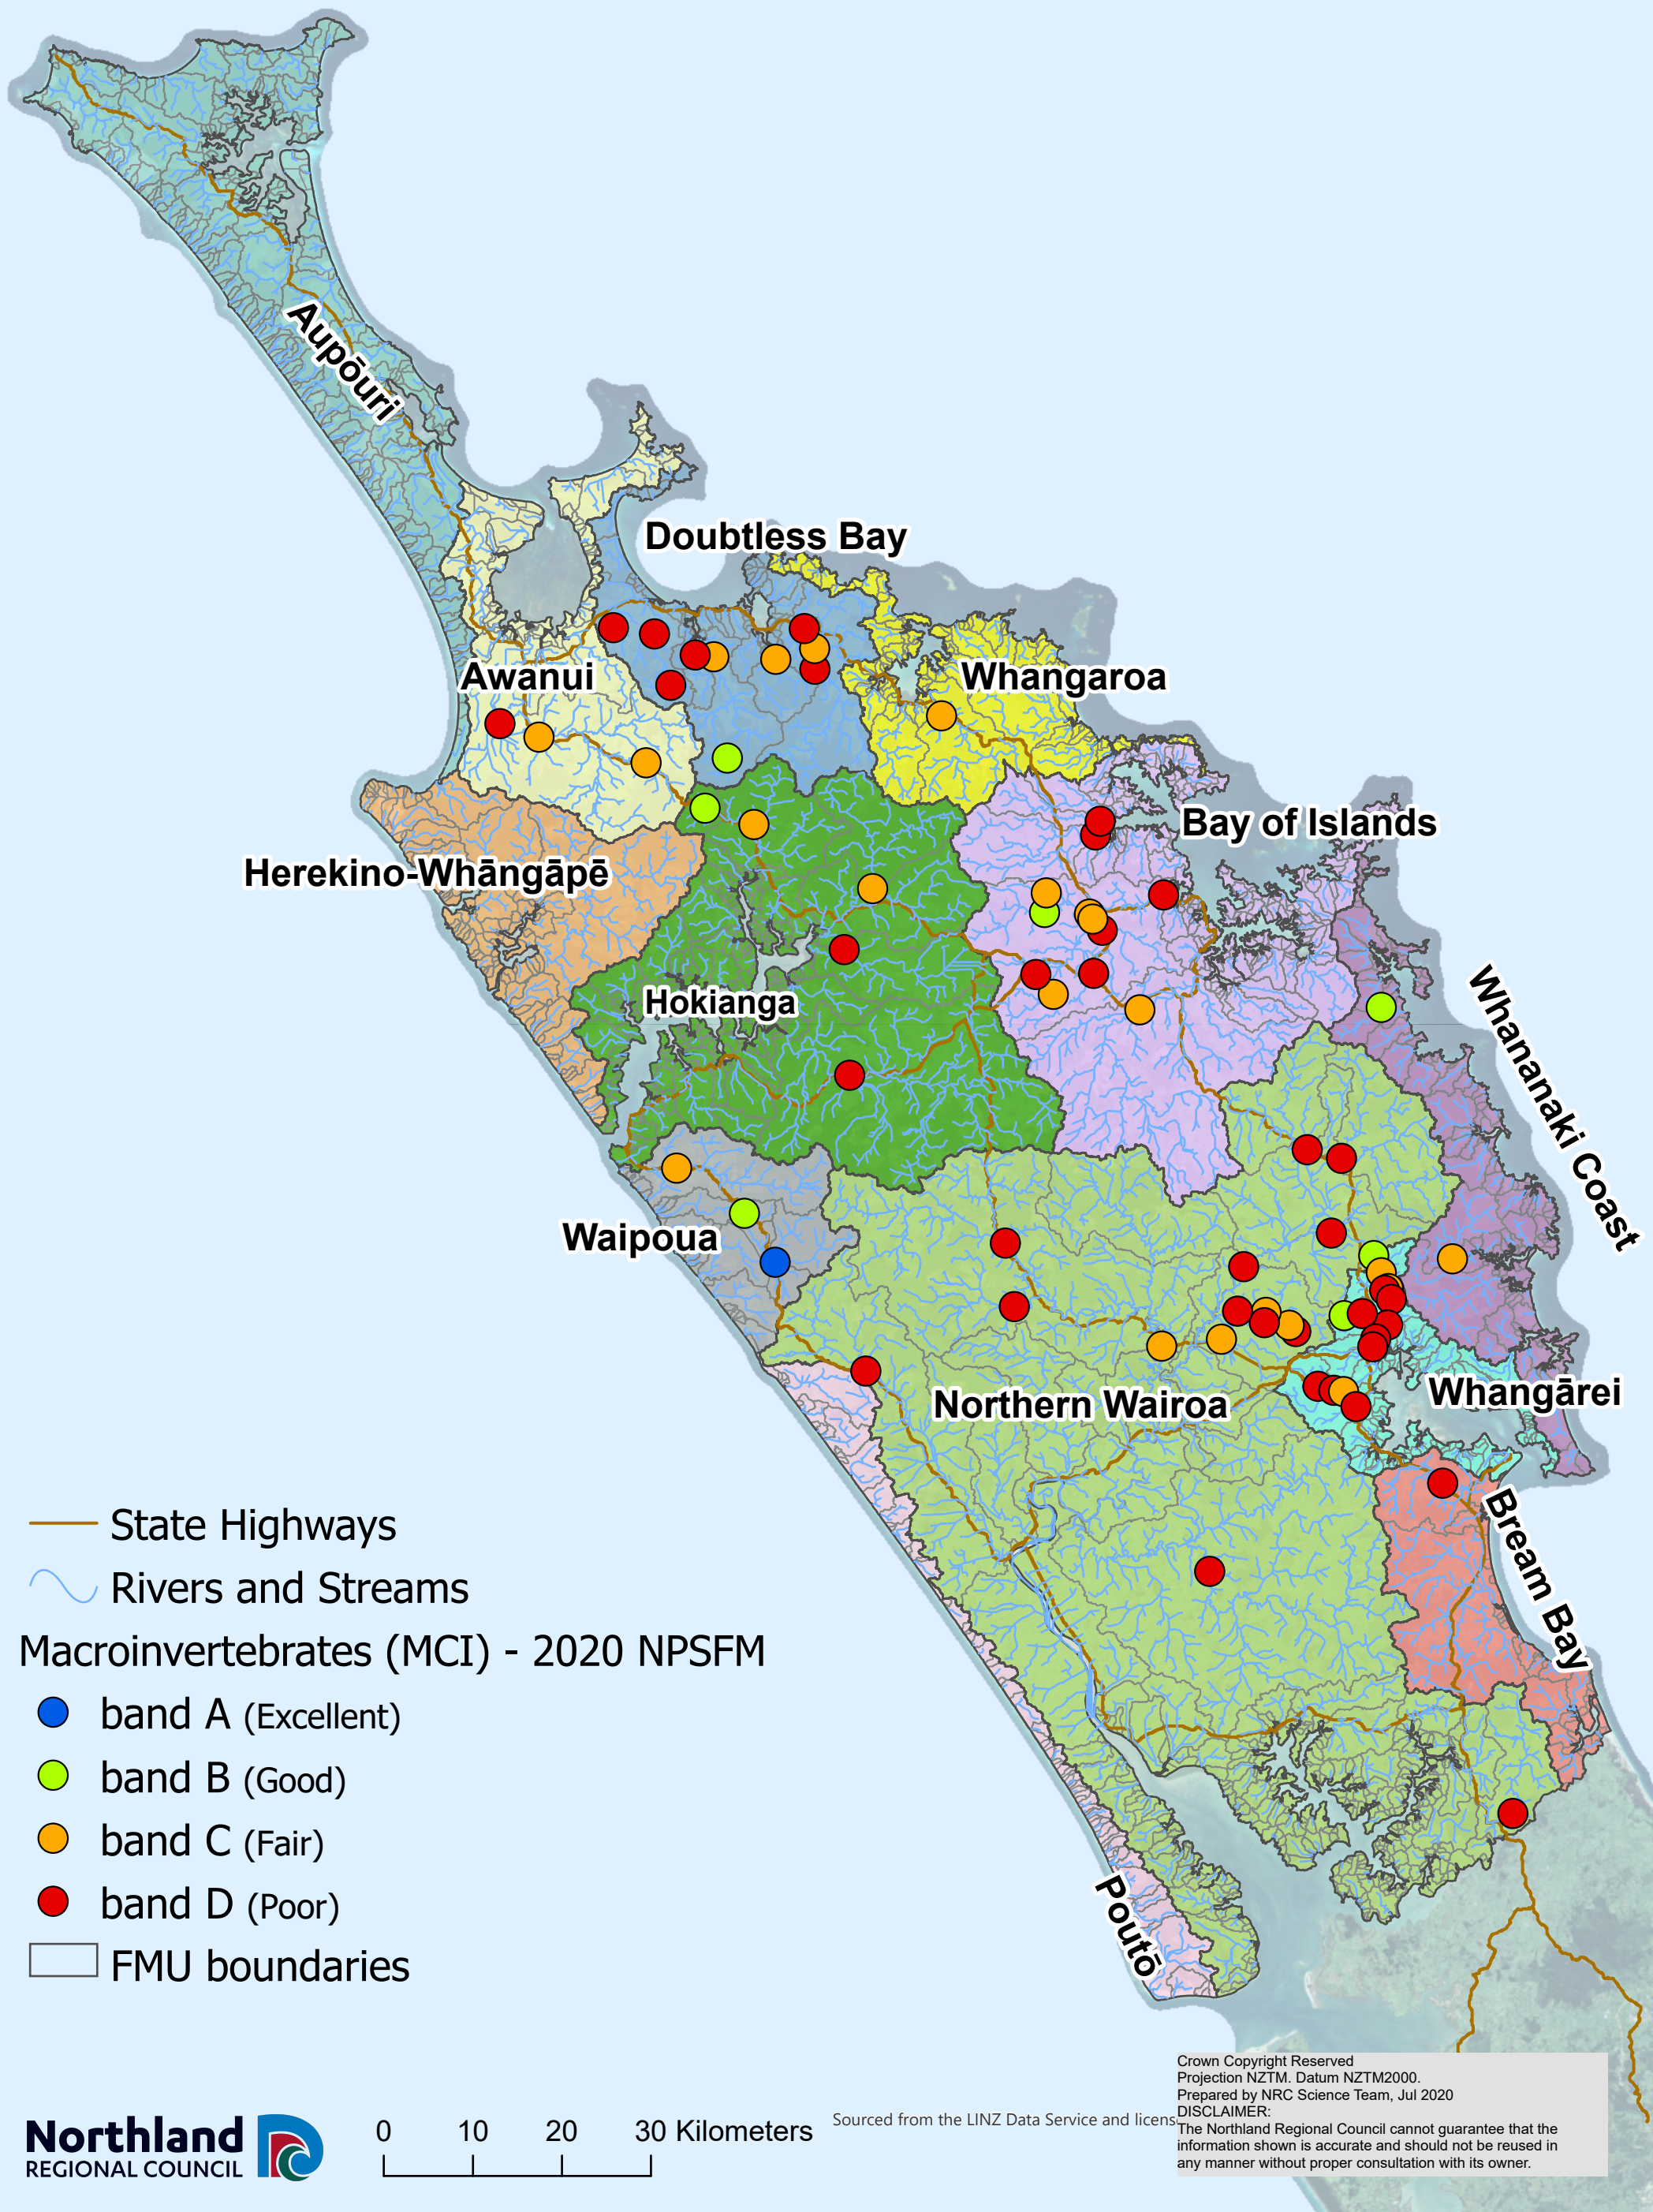 Aupōuri
Doubtless Bay
Awanui
Whangaroa
Bay of Islands
Herekino-Whāngāpē
Hokianga
Whananaki Coast
Waipoua
Northern Wairoa
Whangārei
Bream Bay
Poutō
State Highways
Rivers and Streams
Macroinvertebrates (MCI) - 2020 NPSFM
band A (Excellent)
band B (Good)
band C (Fair)
band D (Poor)
FMU boundaries
Northland
REGIONAL COUNCIL
0 10 20 30 Kilometers
Sourced from the LINZ Data Service and licens
Crown Copyright Reserved
Projection NZTM. Datum NZTM2000.
Prepared by NRC Science Team, Jul 2020
DISCLAIMER:
The Northland Regional Council cannot guarantee that the
information shown is accurate and should not be reused in
any manner without proper consultation with its owner.